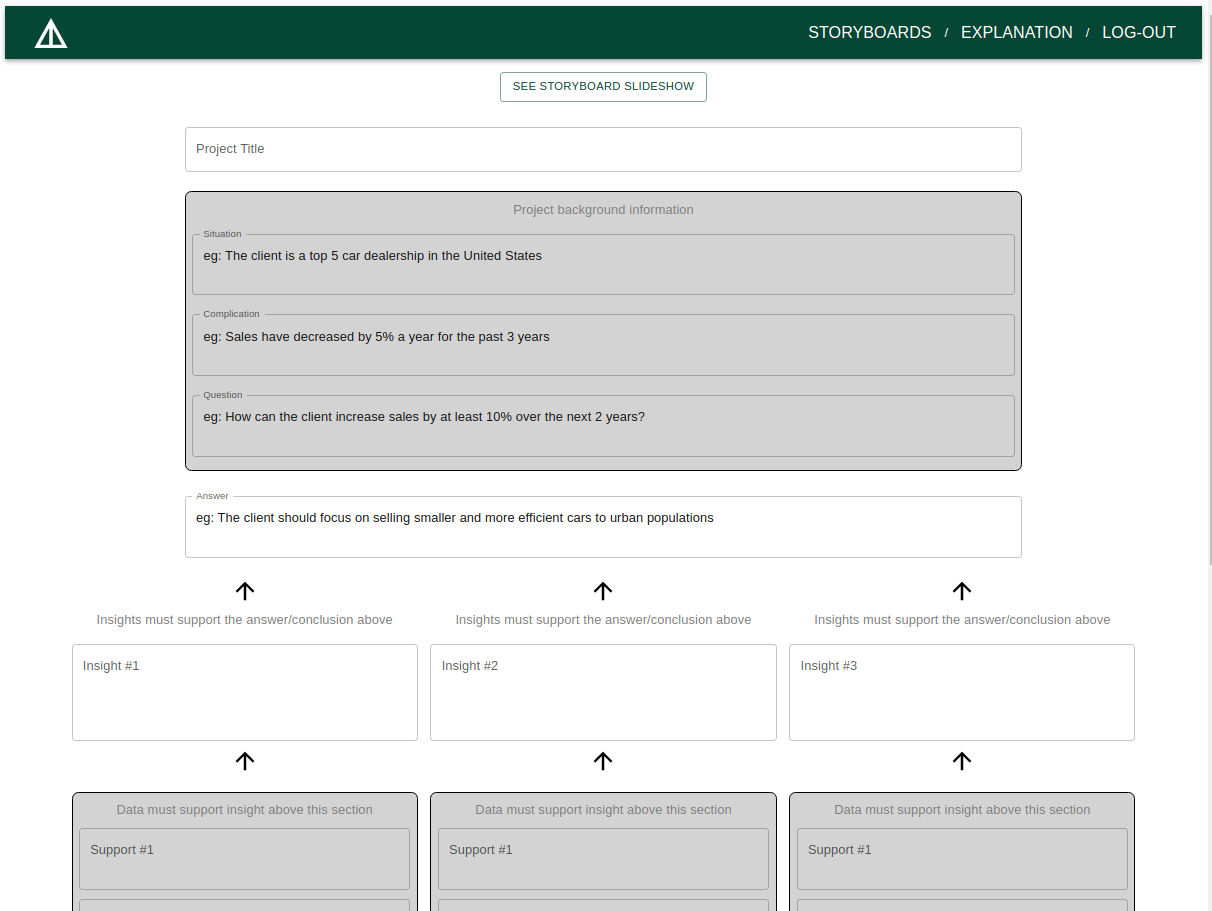 STORYBOARDS / EXPLANATION / LOG-OUT
SEE STORYBOARD SLIDESHOW
Project Title
Project background information
Situation
eg: The client is a top 5 car dealership in the United States
Complication
eg: Sales have decreased by 5% a year for the past 3 years
Question
eg: How can the client increase sales by at least 10% over the next 2 years?
Answer
eg: The client should focus on selling smaller and more efficient cars to urban populations
Insights must support the answer/conclusion above
Insights must support the answer/conclusion above
Insights must support the answer/conclusion above
Insight #1
Insight #2
Insight #3
Data must support insight above this section
Data must support insight above this section
Data must support insight above this section
Support #1
Support #1
Support #1